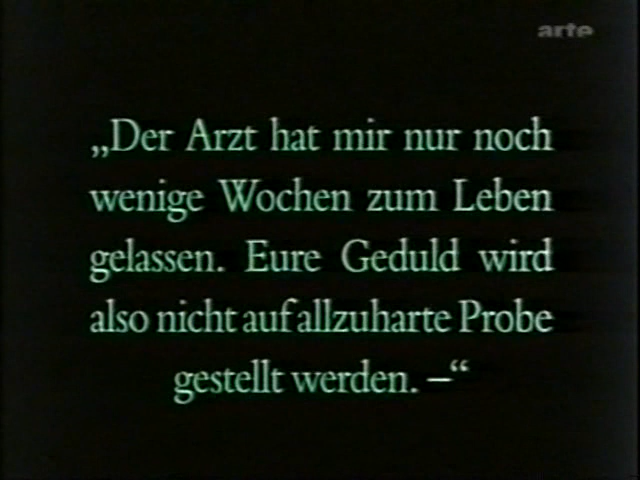 arte
„Der Arzt hat mir nur noch
wenige Wochen zum Leben
gelassen. Eure Geduld wird
also nicht auf allzuharte Probe
gestellt werden. –“